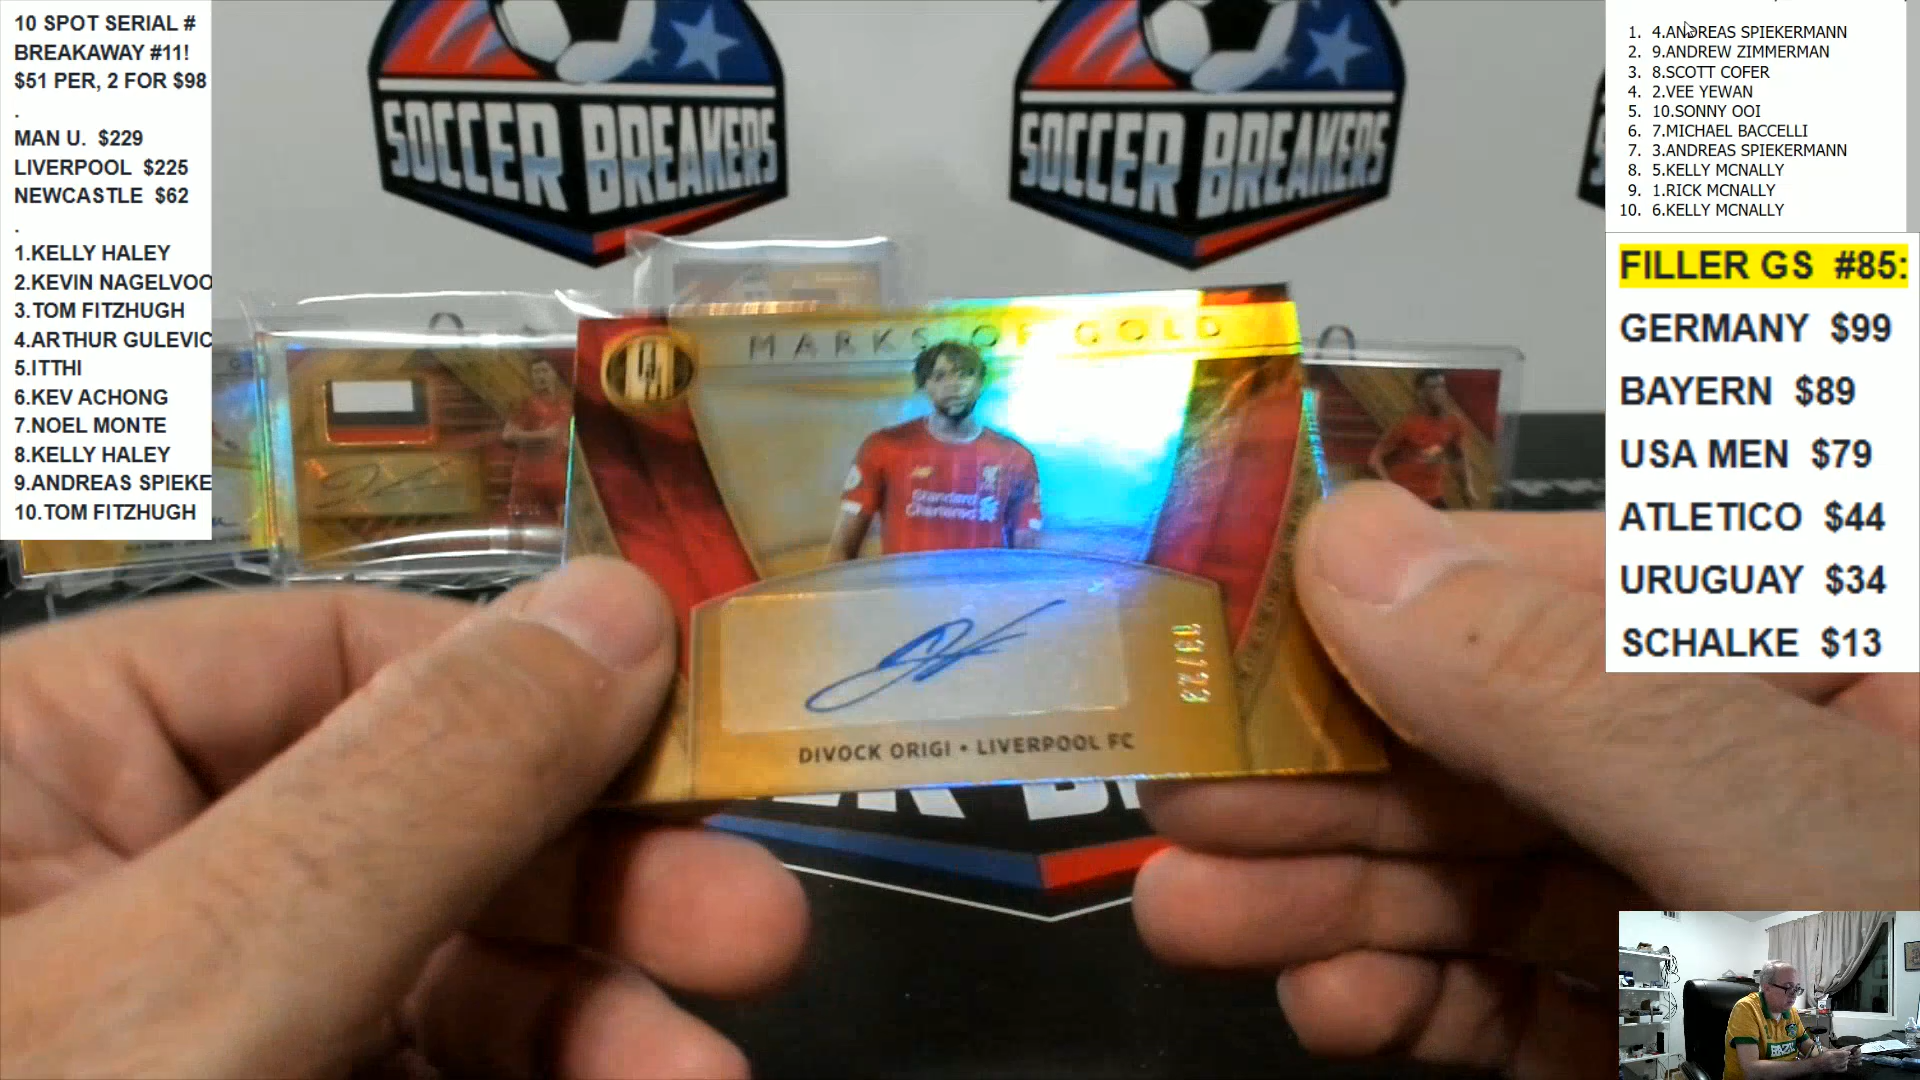 10 SPOT SERIAL #
BREAKAWAY #11!
$51 PER, 2 FOR $98
.
MAN U. $229
LIVERPOOL $225
NEWCASTLE $62
.
1.KELLY HALEY
2.KEVIN NAGELVOO
3.TOM FITZHUGH
4.ARTHUR GULEVIC
5.ITTHI
6.KEV ACHONG
7.NOEL MONTE
8.KELLY HALEY
9.ANDREAS SPIEKE
10.TOM FITZHUGH
SOCCER BREAKERS
SOCCER BREAKERS
MARKS OF GOLD
Standard
Chartered
DIVOCK ORIGI • LIVERPOOL FC
1. 4.ANDREAS SPIEKERMANN
2. 9.ANDREW ZIMMERMAN
3. 8.SCOTT COFER
4. 2.VEE YEWAN
5. 10.SONNY OOI
6. 7.MICHAEL BACCELLI
7. 3.ANDREAS SPIEKERMANN
8. 5.KELLY MCNALLY
9. 1.RICK MCNALLY
10. 6.KELLY MCNALLY
FILLER GS #85:
GERMANY $99
BAYERN $89
USA MEN $79
ATLETICO $44
URUGUAY $34
SCHALKE $13